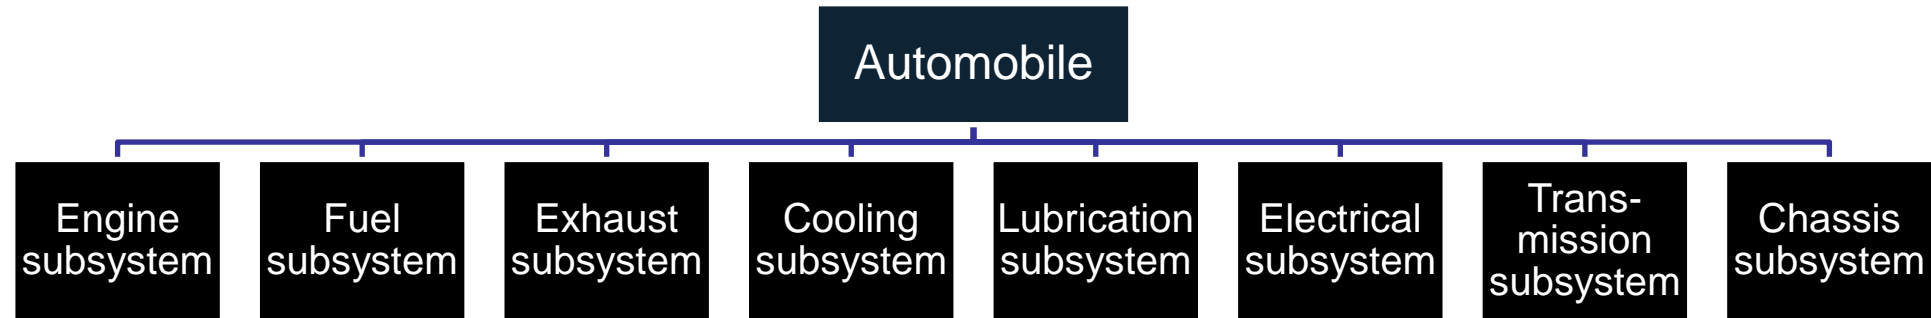 Automobile
Engine
subsystem
Fuel
subsystem
Exhaust
subsystem
Cooling
subsystem
Lubrication
subsystem
Electrical
subsystem
Trans-
mission
subsystem
Chassis
subsystem